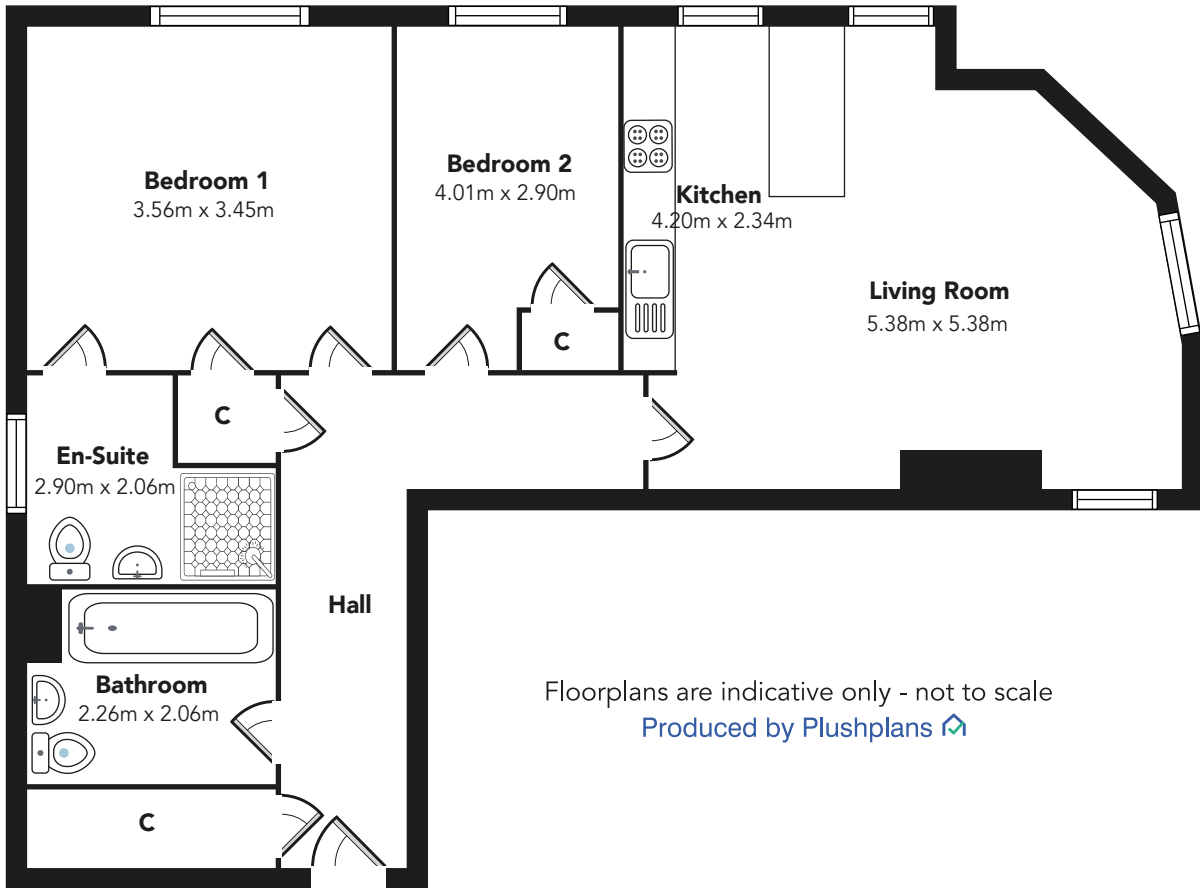 Bedroom 1
3.56m x 3.45m
Bedroom 2
4.01m x 2.90m
Kitchen
4.20m x 2.34m
Living Room
5.38m x 5.38m
C
C
En-Suite
2.90m x 2.06m
Hall
Bathroom
2.26m x 2.06m
C
Floorplans are indicative only - not to scale
Produced by Plushplans